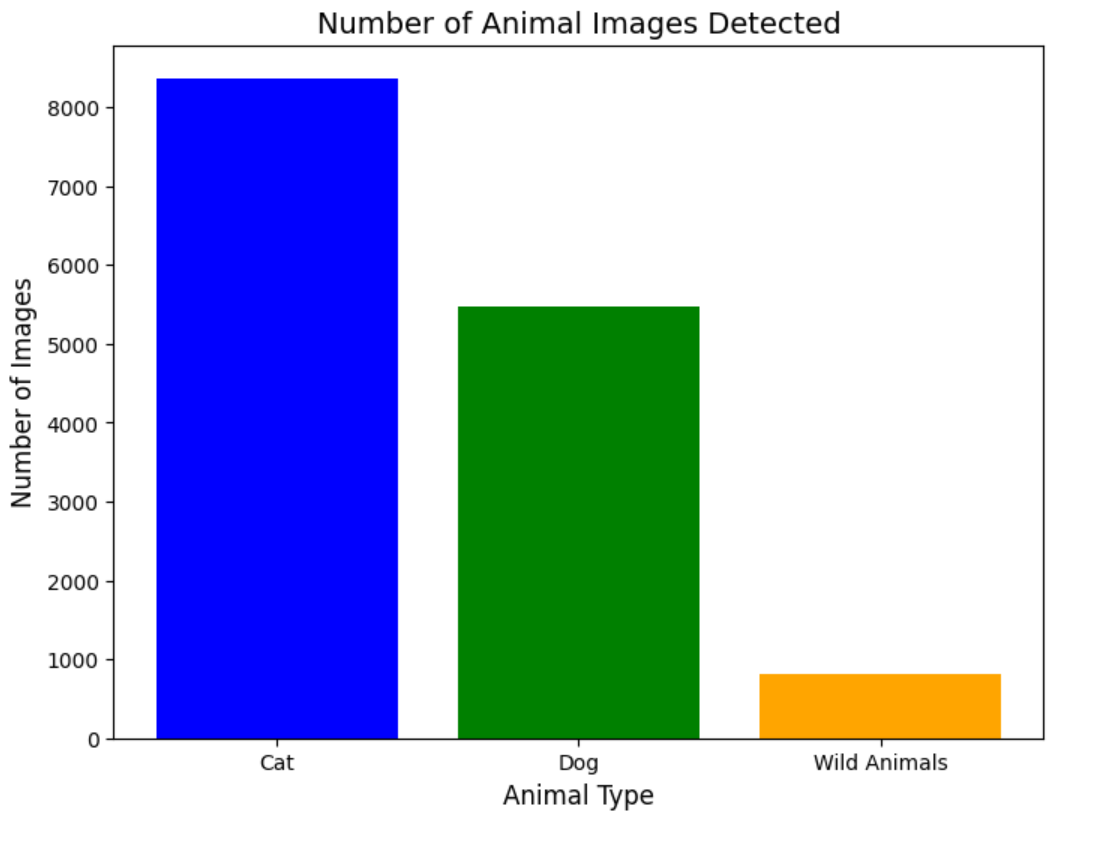 Number of Animal Images Detected
8000
7000
6000
5000
4000
3000
2000
1000
0
Number of Images
Cat
Dog
Wild Animals
Animal Type